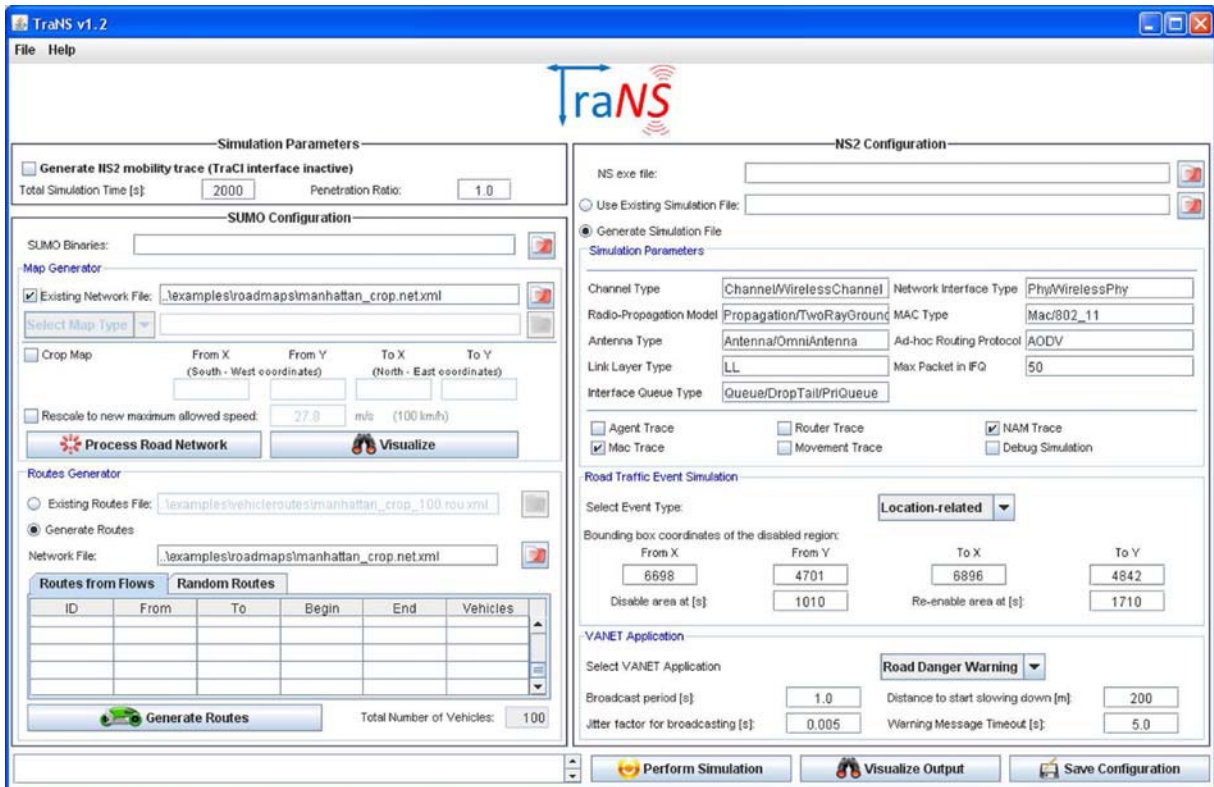 TraNS v1.2
File Help
TraNS
Simulation Parameters
Generate NS2 mobility trace (TraCI interface inactive)
Total Simulation Time [s]: 2000 Penetration Ratio: 1.0
SUMO Configuration
SUMO Binaries:
Map Generator
Existing Network File: ..\examples\roadmaps\manhattan_crop.net.xml
Select Map Type
Crop Map From X From Y To X To Y
(South - West coordinates) (North - East coordinates)
Rescale to new maximum allowed speed: 27.8 m/s (100 km/h)
Process Road Network Visualize
Routes Generator
Existing Routes File: ..\examples\vehicleroutes\manhattan_crop_100.rou.xml
Generate Routes
Network File: ..\examples\roadmaps\manhattan_crop.net.xml
Routes from Flows Random Routes
ID From To Begin End Vehicles
Generate Routes Total Number of Vehicles: 100
NS2 Configuration
NS exe file:
Use Existing Simulation File:
Generate Simulation File
Simulation Parameters
Channel Type Channel/WirelessChannel Network Interface Type Phy/WirelessPhy
Radio-Propagation Model Propagation/TwoRayGround MAC Type Mac/802_11
Antenna Type Antenna/OmniAntenna Ad-hoc Routing Protocol AODV
Link Layer Type LL Max Packet in IFQ 50
Interface Queue Type Queue/DropTail/PriQueue
Agent Trace Router Trace NAM Trace
Mac Trace Movement Trace Debug Simulation
Road Traffic Event Simulation
Select Event Type: Location-related
Bounding box coordinates of the disabled region:
From X From Y To X To Y
6698 4701 6896 4842
Disable area at [s]: 1010 Re-enable area at [s]: 1710
VANET Application
Select VANET Application Road Danger Warning
Broadcast period [s]: 1.0 Distance to start slowing down [m]: 200
Jitter factor for broadcasting [s]: 0.005 Warning Message Timeout [s]: 5.0
Perform Simulation Visualize Output Save Configuration